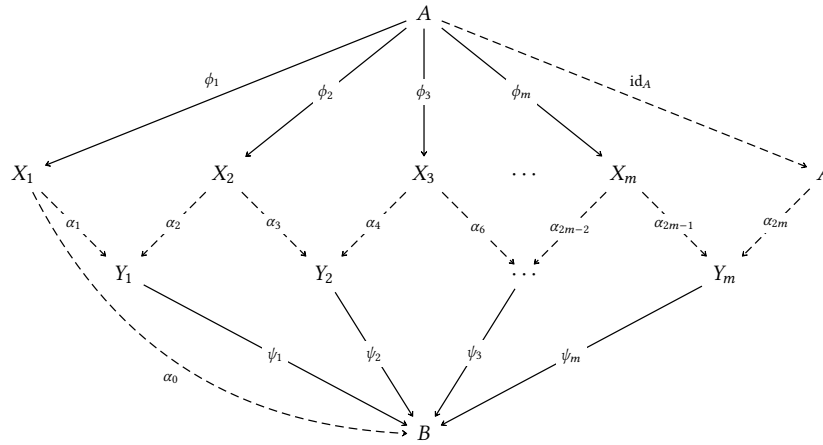 A
ϕ₁ ϕ₂ ϕ₃ ϕₘ id_A
X₁ X₂ X₃ ⋯ Xₘ A
α₁ α₂ α₃ α₄ α₆ α₂ₘ₋₂ α₂ₘ₋₁ α₂ₘ
Y₁ Y₂ ⋯ Yₘ
ψ₁ ψ₂ ψ₃ ψₘ
α₀
B